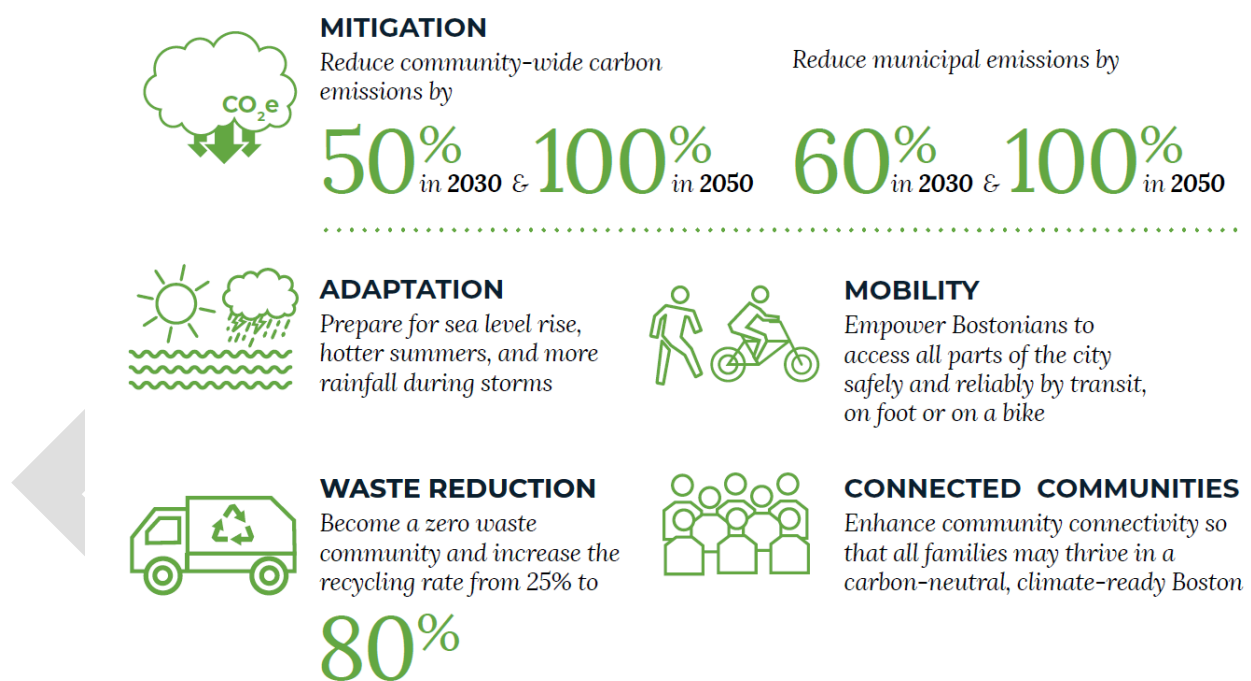 MITIGATION
Reduce community-wide carbon
emissions by
50% in 2030 & 100% in 2050
Reduce municipal emissions by
60% in 2030 & 100% in 2050
CO2e
ADAPTATION
Prepare for sea level rise,
hotter summers, and more
rainfall during storms
MOBILITY
Empower Bostonians to
access all parts of the city
safely and reliably by transit,
on foot or on a bike
WASTE REDUCTION
Become a zero waste
community and increase the
recycling rate from 25% to
80%
CONNECTED COMMUNITIES
Enhance community connectivity so
that all families may thrive in a
carbon-neutral, climate-ready Boston